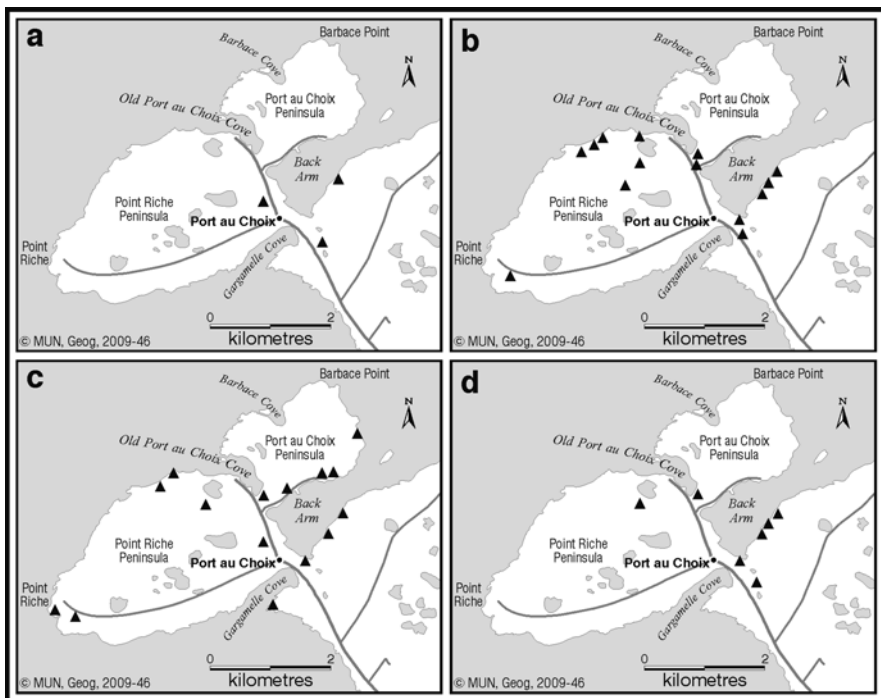 a
Barbace Point
Barbace Cove
N
Port au Choix
Peninsula
Old Port au Choix Cove
Back
Arm
Point Riche
Peninsula
Port au Choix
Point
Riche
Gargamelle Cove
0 2
kilometres
© MUN, Geog, 2009-46
b
Barbace Point
Barbace Cove
N
Port au Choix
Peninsula
Old Port au Choix Cove
Back
Arm
Point Riche
Peninsula
Port au Choix
Point
Riche
Gargamelle Cove
0 2
kilometres
© MUN, Geog, 2009-46
c
Barbace Point
Barbace Cove
N
Port au Choix
Peninsula
Old Port au Choix Cove
Back
Arm
Point Riche
Peninsula
Port au Choix
Point
Riche
Gargamelle Cove
0 2
kilometres
© MUN, Geog, 2009-46
d
Barbace Point
Barbace Cove
N
Port au Choix
Peninsula
Old Port au Choix Cove
Back
Arm
Point Riche
Peninsula
Port au Choix
Point
Riche
Gargamelle Cove
0 2
kilometres
© MUN, Geog, 2009-46